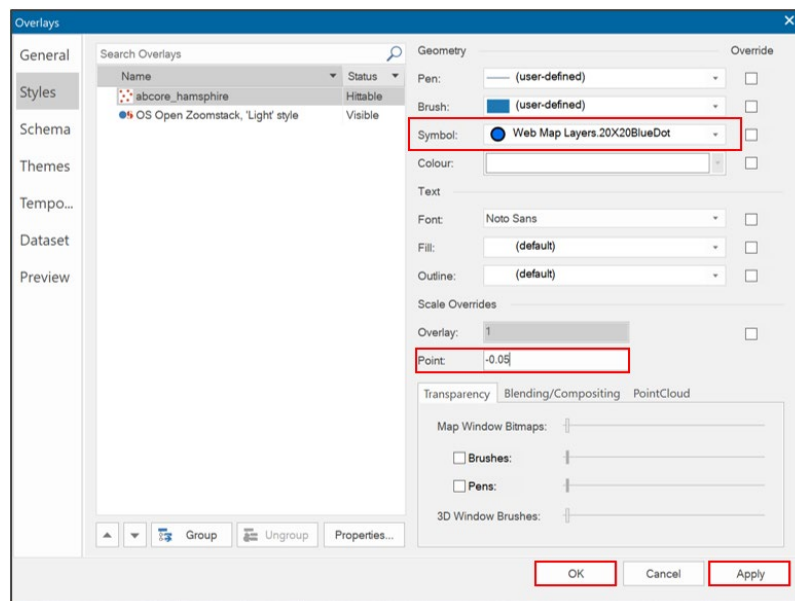 Overlays
General
Styles
Schema
Themes
Tempo...
Dataset
Preview
Search Overlays
Name Status
abcore_hamsphire Hittable
OS Open Zoomstack, 'Light' style Visible
Group
Ungroup
Properties...
Geometry Override
Pen: (user-defined)
Brush: (user-defined)
Symbol: Web Map Layers.20X20BlueDot
Colour:
Text
Font: Noto Sans
Fill: (default)
Outline: (default)
Scale Overrides
Overlay: 1
Point: -0.05
Transparency Blending/Compositing PointCloud
Map Window Bitmaps:
Brushes:
Pens:
3D Window Brushes:
OK Cancel Apply